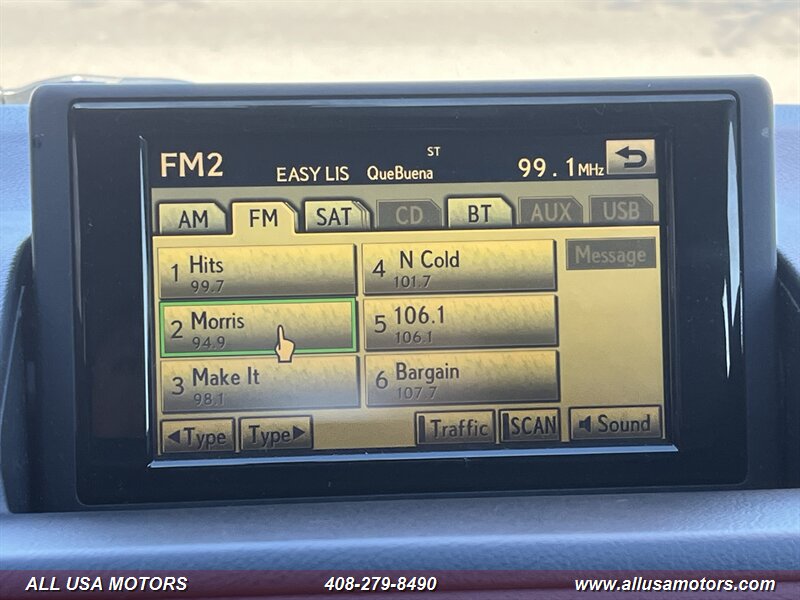 ST
FM2 EASY LIS QueBuena 99.1MHz
AM FM SAT CD BT AUX USB
1 Hits
99.7
4 N Cold
101.7
Message
2 Morris
94.9
5 106.1
106.1
3 Make It
98.1
6 Bargain
107.7
Type Type Traffic SCAN Sound
ALL USA MOTORS 408-279-8490 www.allusamotors.com